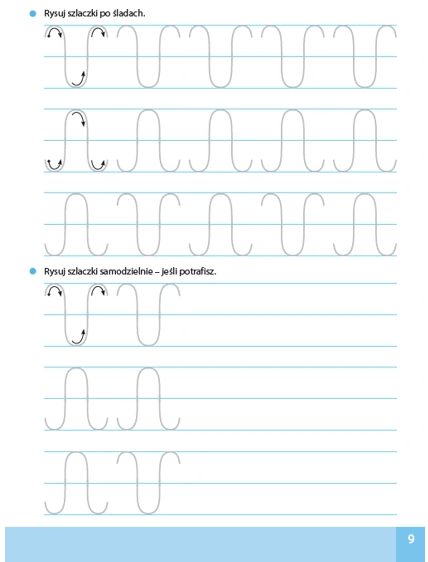 Rysuj szlaczki po śladach.
Rysuj szlaczki samodzielnie – jeśli potrafisz.
9